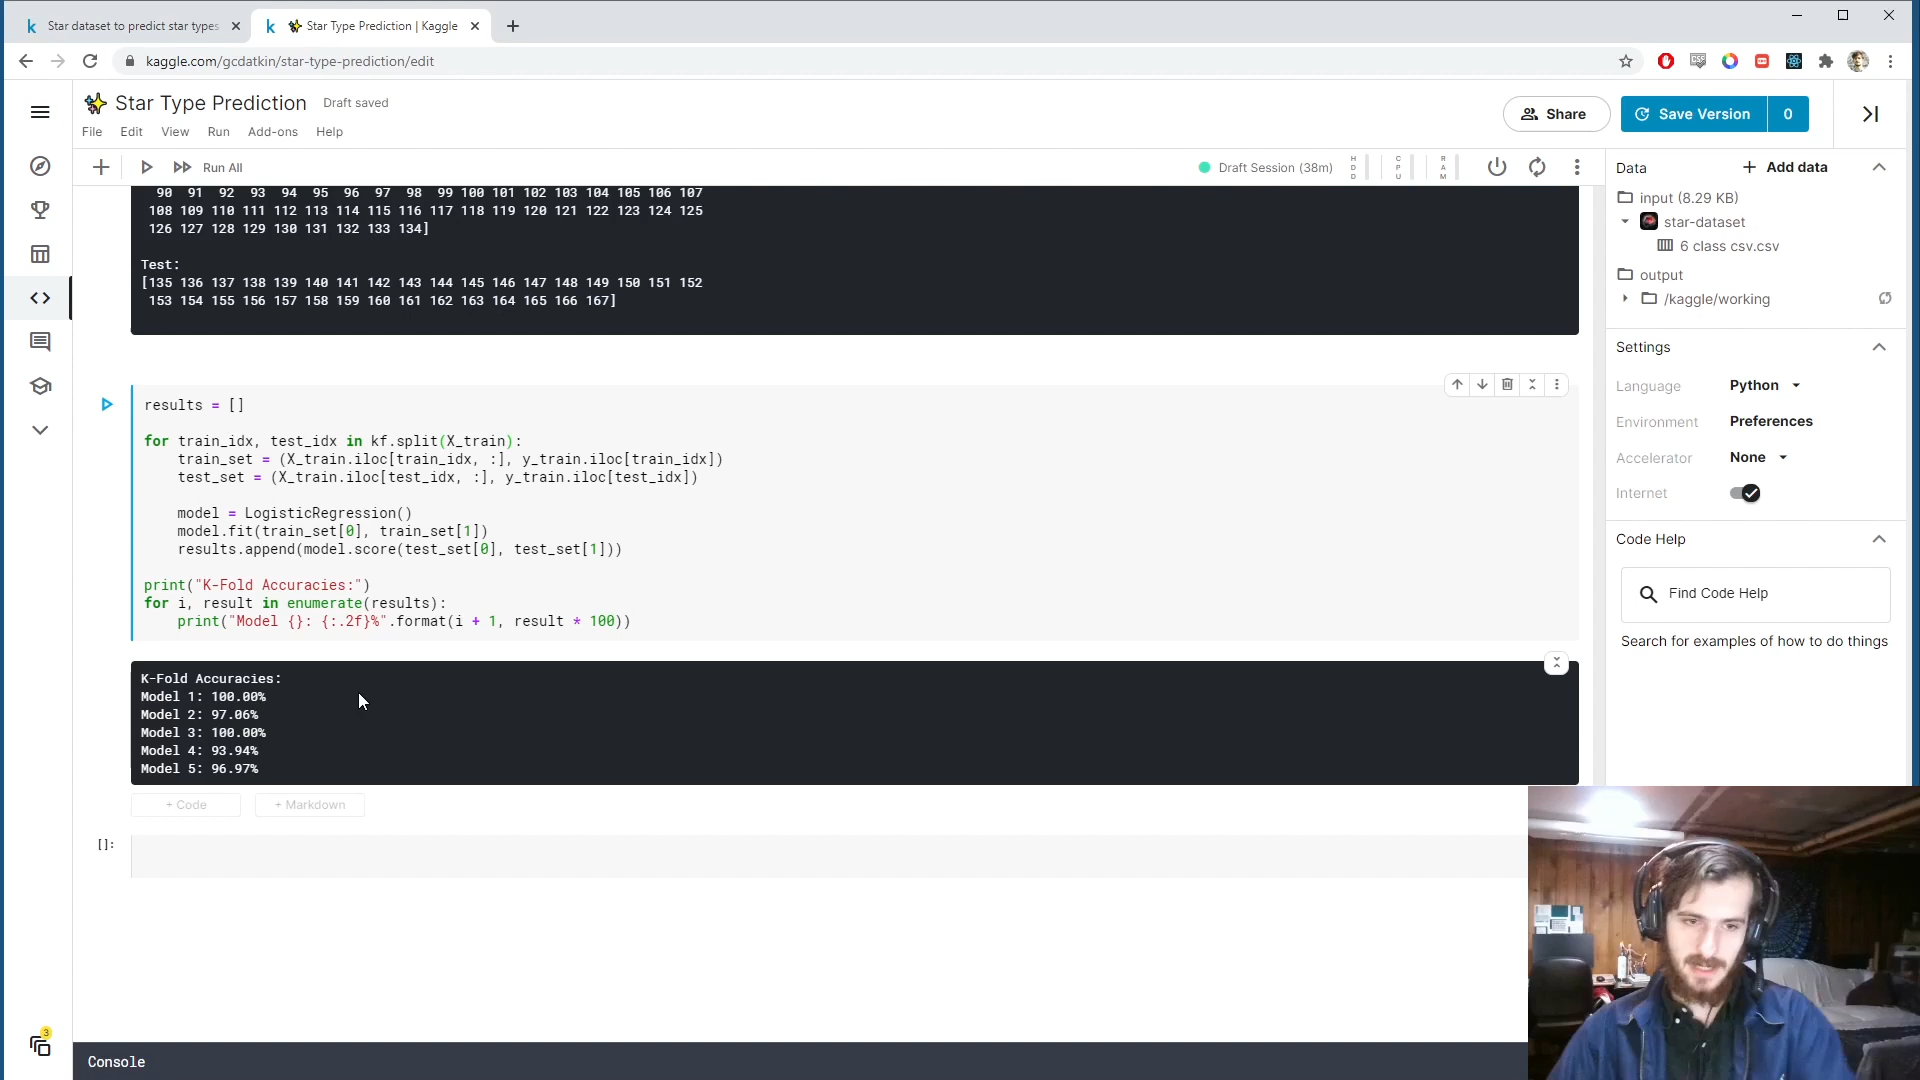 Star dataset to predict star types
Star Type Prediction | Kaggle
kaggle.com/gcdatkin/star-type-prediction/edit
Star Type Prediction
Draft saved
File Edit View Run Add-ons Help
Share
Save Version 0
Run All
Draft Session (38m)
HDD
CPU
RAM
90 91 92 93 94 95 96 97 98 99 100 101 102 103 104 105 106 107
108 109 110 111 112 113 114 115 116 117 118 119 120 121 122 123 124 125
126 127 128 129 130 131 132 133 134]
Test:
[135 136 137 138 139 140 141 142 143 144 145 146 147 148 149 150 151 152
153 154 155 156 157 158 159 160 161 162 163 164 165 166 167]
results = []
for train_idx, test_idx in kf.split(X_train):
train_set = (X_train.iloc[train_idx, :], y_train.iloc[train_idx])
test_set = (X_train.iloc[test_idx, :], y_train.iloc[test_idx])
model = LogisticRegression()
model.fit(train_set[0], train_set[1])
results.append(model.score(test_set[0], test_set[1]))
print("K-Fold Accuracies:")
for i, result in enumerate(results):
print("Model {}: {:.2f}%".format(i + 1, result * 100))
K-Fold Accuracies:
Model 1: 100.00%
Model 2: 97.06%
Model 3: 100.00%
Model 4: 93.94%
Model 5: 96.97%
+ Code
+ Markdown
[]:
Console
3
Data
+ Add data
input (8.29 KB)
star-dataset
6 class csv.csv
output
/kaggle/working
Settings
Language Python
Environment Preferences
Accelerator None
Internet
Code Help
Find Code Help
Search for examples of how to do things